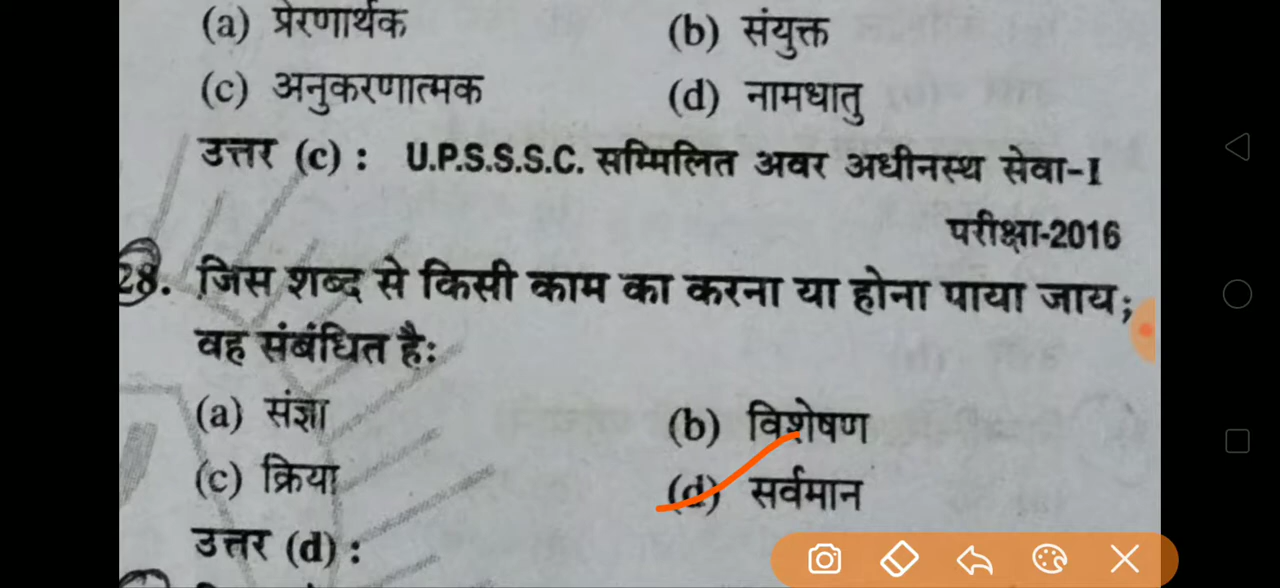 (a) प्रेरणार्थक (b) संयुक्त
(c) अनुकरणात्मक (d) नामधातु
उत्तर (c) : U.P.S.S.S.C. सम्मिलित अवर अधीनस्थ सेवा-I
परीक्षा-2016
28. जिस शब्द से किसी काम का करना या होना पाया जाय;
वह संबंधित है:
(a) संज्ञा (b) विशेषण
(c) क्रिया (d) सर्वमान
उत्तर (d) :